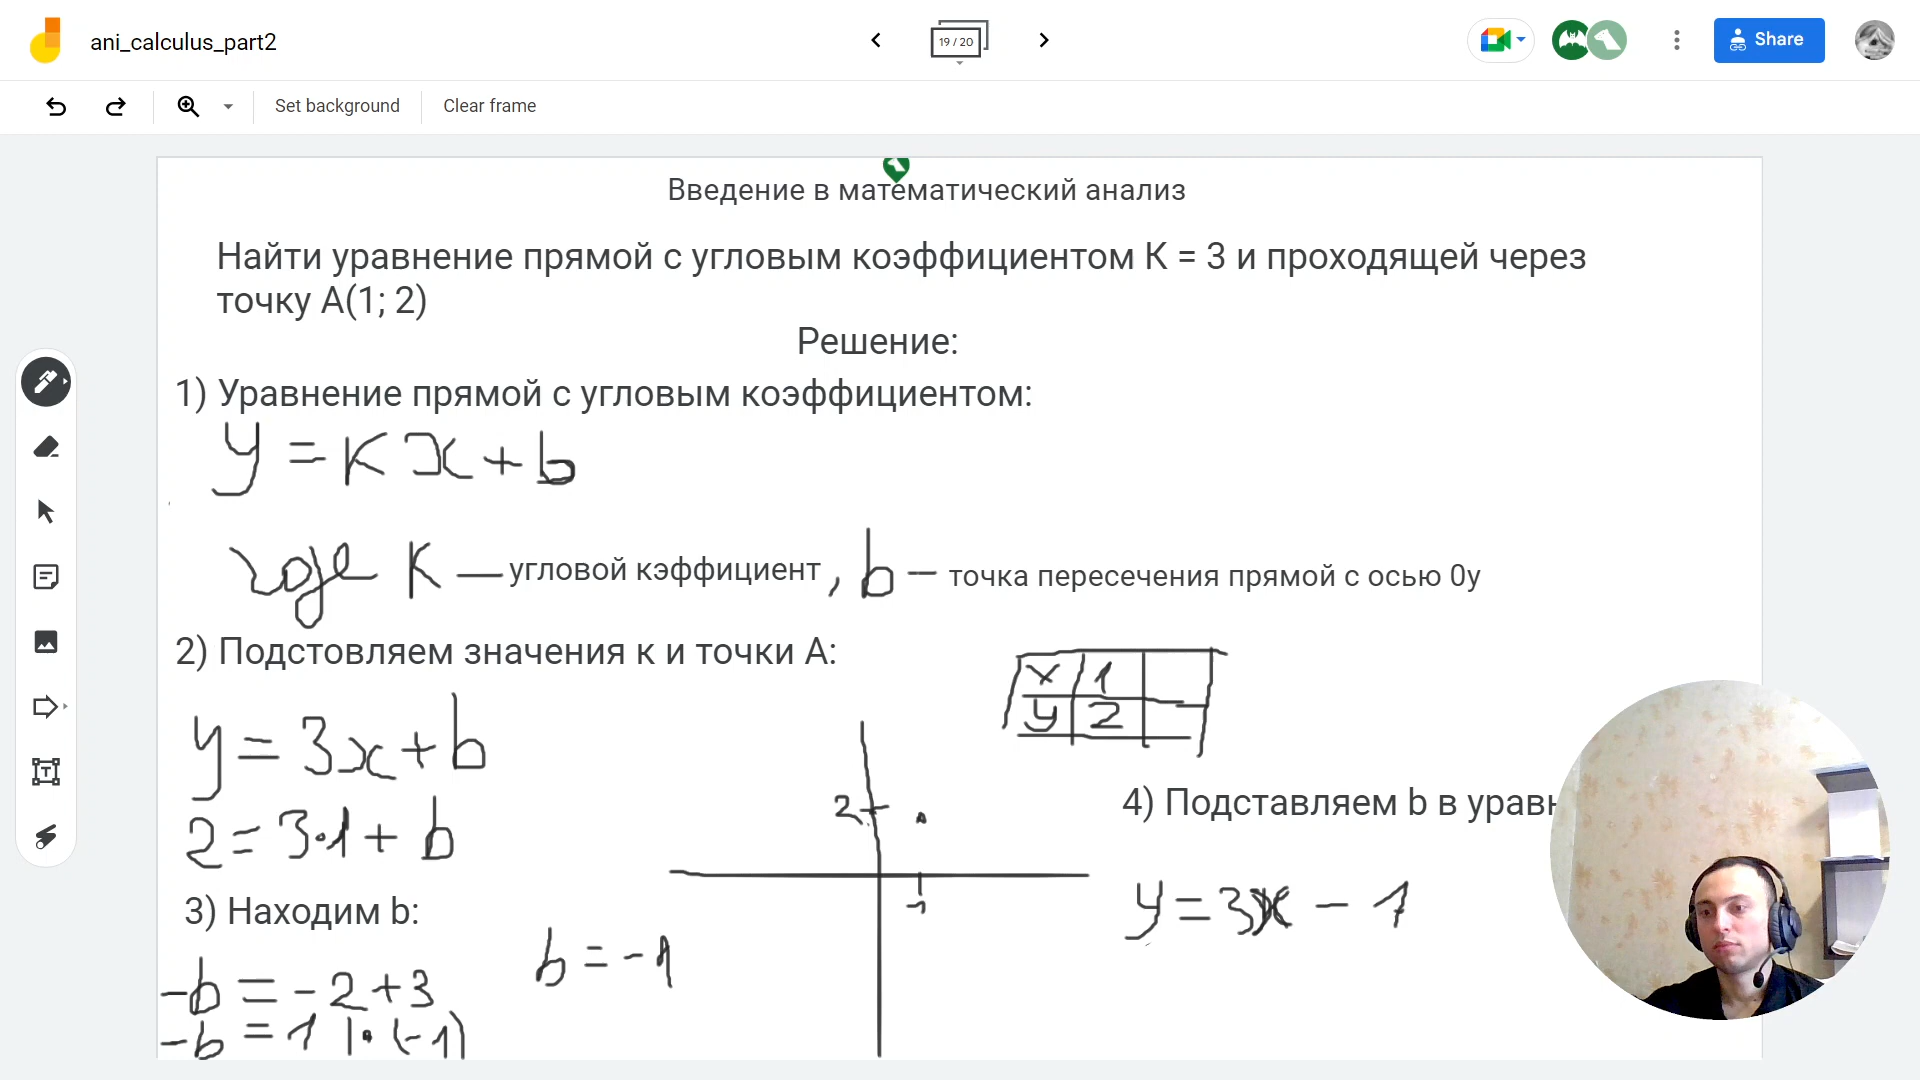 ani_calculus_part2
19 / 20
Share
Set background
Clear frame
Введение в математический анализ
Найти уравнение прямой с угловым коэффициентом К = 3 и проходящей через
точку А(1; 2)
Решение:
1) Уравнение прямой с угловым коэффициентом:
y = K x + b
где K — угловой кэффициент, b — точка пересечения прямой с осью 0у
2) Подстовляем значения к и точки А:
x 1
y 2
y = 3x + b
2 = 3·1 + b
2
1
3) Находим b:
b = -1
-b = -2+3
-b = 1 |·(-1)
4) Подставляем b в
y = 3x - 1